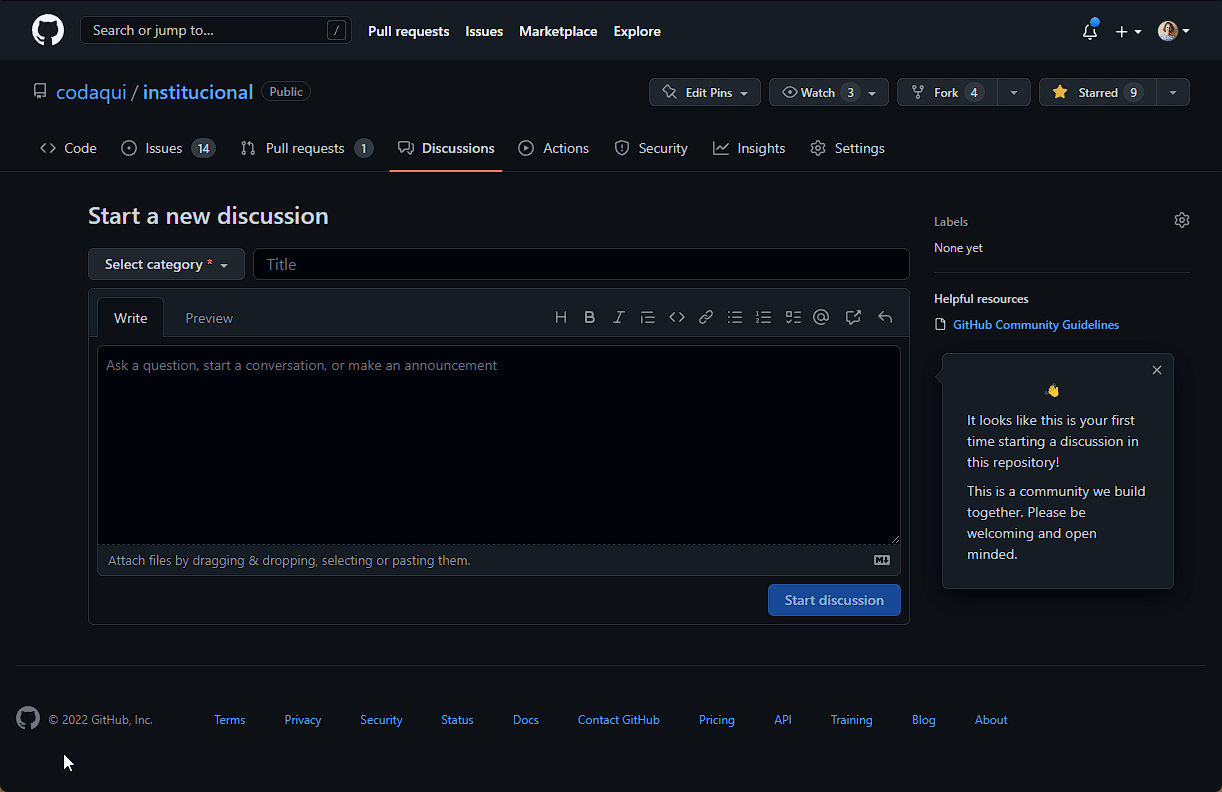 Search or jump to... /
Pull requests Issues Marketplace Explore
codaqui / institucional Public
Edit Pins Watch 3 Fork 4 Starred 9
Code Issues 14 Pull requests 1 Discussions Actions Security Insights Settings
Start a new discussion
Select category * Title
Write Preview
Ask a question, start a conversation, or make an announcement
Attach files by dragging & dropping, selecting or pasting them.
Start discussion
Labels
None yet
Helpful resources
GitHub Community Guidelines
It looks like this is your first
time starting a discussion in
this repository!
This is a community we build
together. Please be
welcoming and open
minded.
© 2022 GitHub, Inc. Terms Privacy Security Status Docs Contact GitHub Pricing API Training Blog About